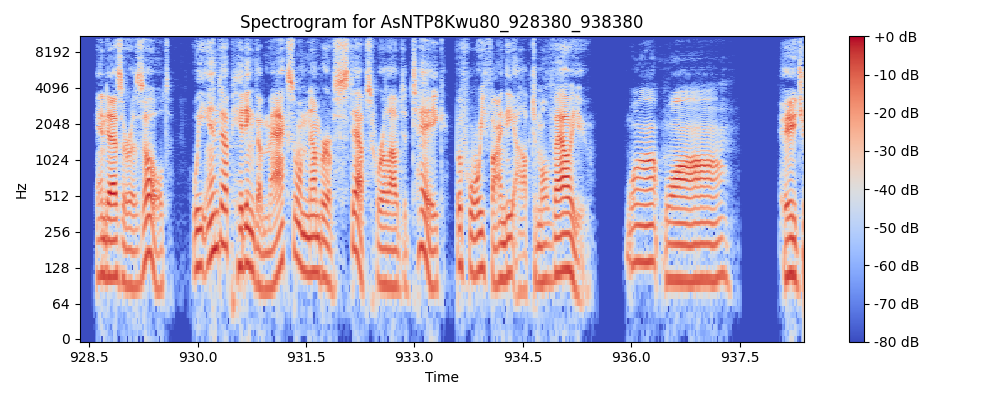 Spectrogram for AsNTP8Kwu80_928380_938380
8192
4096
2048
1024
512
256
128
64
0
Hz
928.5 930.0 931.5 933.0 934.5 936.0 937.5
Time
+0 dB
-10 dB
-20 dB
-30 dB
-40 dB
-50 dB
-60 dB
-70 dB
-80 dB